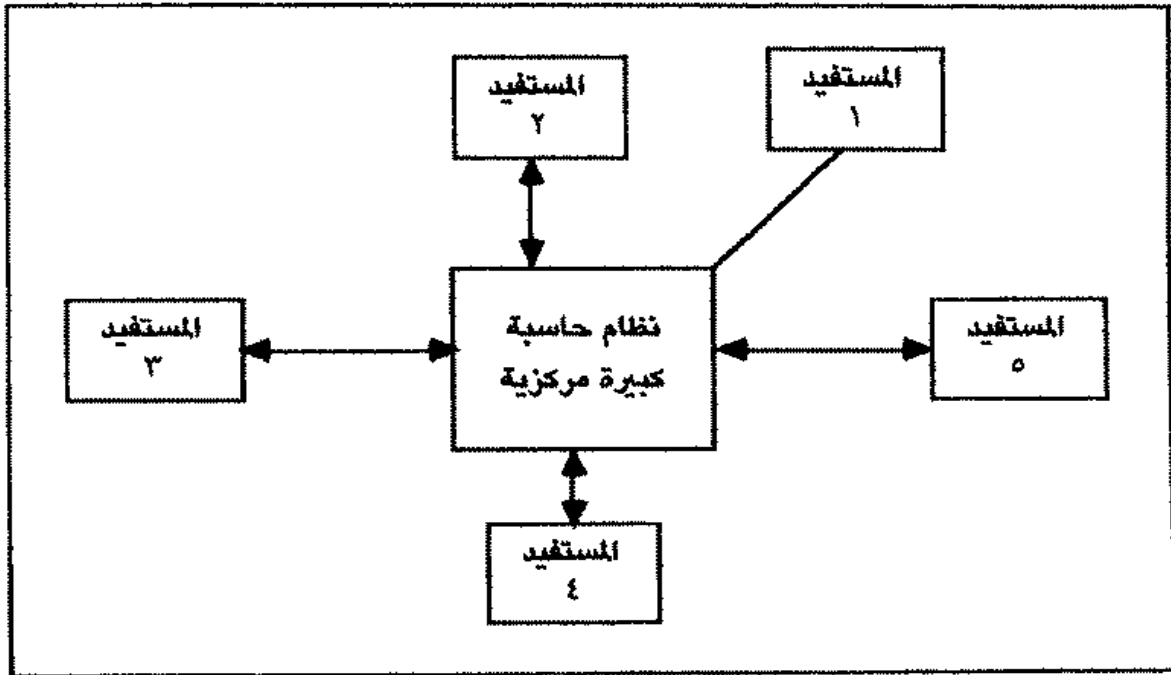 المستفيد
١
المستفيد
٢
نظام حاسبة
كبيرة مركزية
المستفيد
٣
المستفيد
٥
المستفيد
٤